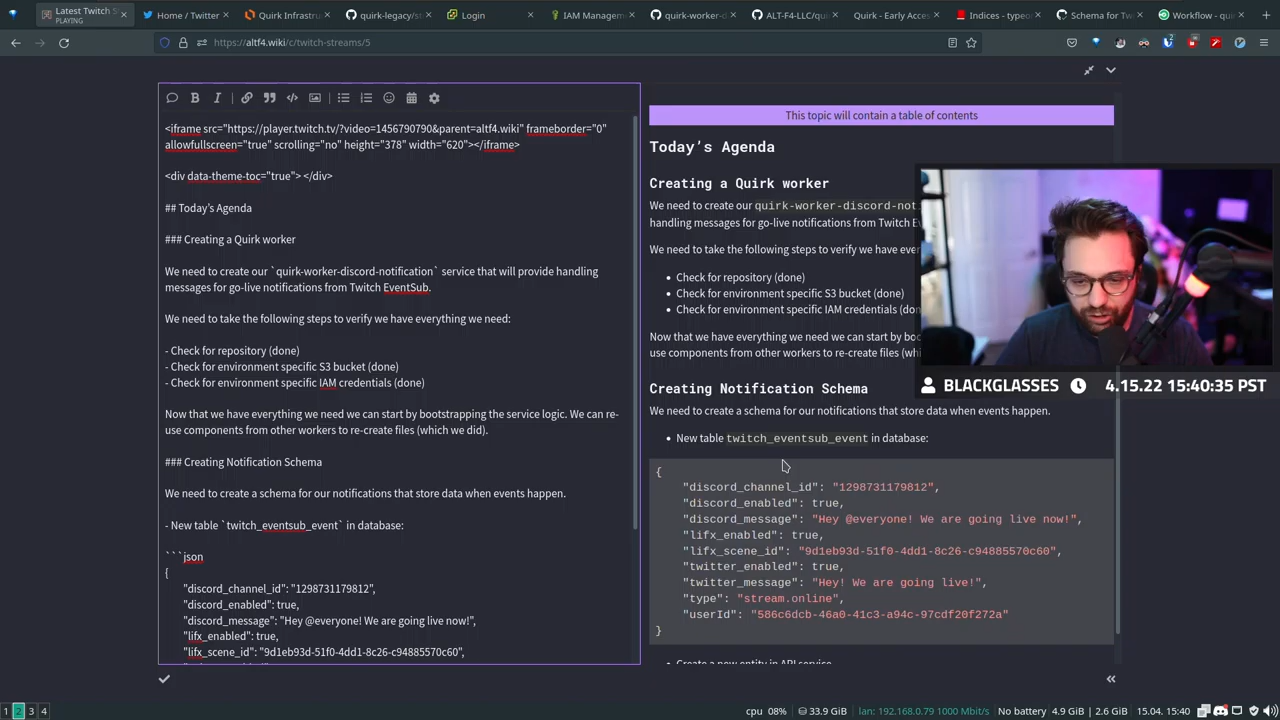 Latest Twitch S
PLAYING
Home / Twitter
Quirk Infrastruc
quirk-legacy/sti
Login
IAM Managem
quirk-worker-d
ALT-F4-LLC/qui
Quirk - Early Access
Indices - typeor
Schema for Tw
Workflow - qui
https://altf4.wiki/c/twitch-streams/5
<iframe src="https://player.twitch.tv/?video=1456790790&parent=altf4.wiki" frameborder="0"
allowfullscreen="true" scrolling="no" height="378" width="620"></iframe>
<div data-theme-toc="true"> </div>
## Today's Agenda
### Creating a Quirk worker
We need to create our `quirk-worker-discord-notification` service that will provide handling
messages for go-live notifications from Twitch EventSub.
We need to take the following steps to verify we have everything we need:
- Check for repository (done)
- Check for environment specific S3 bucket (done)
- Check for environment specific IAM credentials (done)
Now that we have everything we need we can start by bootstrapping the service logic. We can re-
use components from other workers to re-create files (which we did).
### Creating Notification Schema
We need to create a schema for our notifications that store data when events happen.
- New table `twitch_eventsub_event` in database:
```json
{
"discord_channel_id": "1298731179812",
"discord_enabled": true,
"discord_message": "Hey @everyone! We are going live now!",
"lifx_enabled": true,
"lifx_scene_id": "9d1eb93d-51f0-4dd1-8c26-c94885570c60",
This topic will contain a table of contents
Today's Agenda
Creating a Quirk worker
We need to create our quirk-worker-discord-not
handling messages for go-live notifications from Twitch E
We need to take the following steps to verify we have ever
Check for repository (done)
Check for environment specific S3 bucket (done)
Check for environment specific IAM credentials (don
Now that we have everything we need we can start by boo
use components from other workers to re-create files (whi
Creating Notification Schema
We need to create a schema for our notifications that store data when events happen.
New table twitch_eventsub_event in database:
{
"discord_channel_id": "1298731179812",
"discord_enabled": true,
"discord_message": "Hey @everyone! We are going live now!",
"lifx_enabled": true,
"lifx_scene_id": "9d1eb93d-51f0-4dd1-8c26-c94885570c60",
"twitter_enabled": true,
"twitter_message": "Hey! We are going live!",
"type": "stream.online",
"userId": "586c6dcb-46a0-41c3-a94c-97cdf20f272a"
}
Create a new entity in API service
BLACKGLASSES 4.15.22 15:40:35 PST
1 2 3 4
cpu 08% 33.9 GiB lan: 192.168.0.79 1000 Mbit/s No battery 4.9 GiB | 2.6 GiB 15.04. 15:40